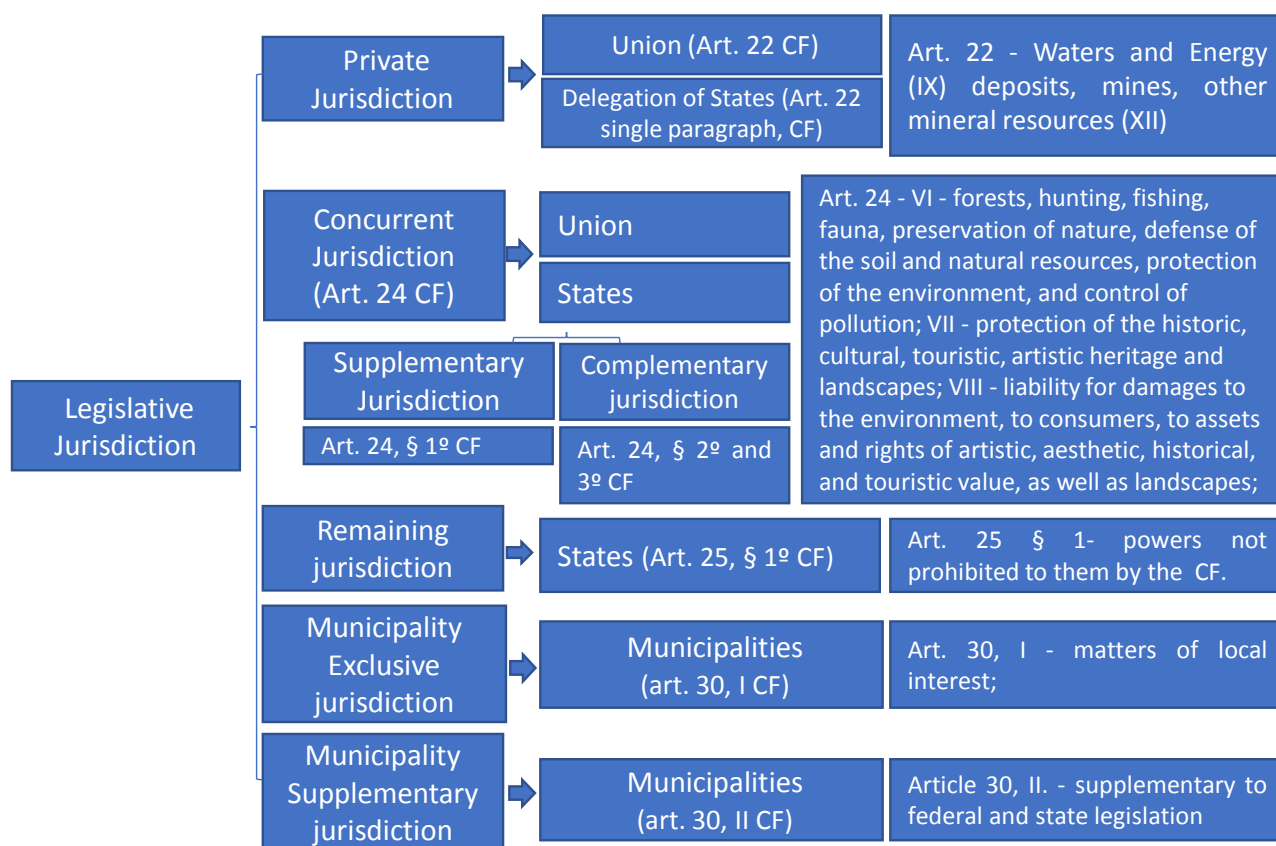 Legislative
Jurisdiction
Private
Jurisdiction
Union (Art. 22 CF)
Delegation of States (Art. 22
single paragraph, CF)
Art. 22 - Waters and Energy
(IX) deposits, mines, other
mineral resources (XII)
Concurrent
Jurisdiction
(Art. 24 CF)
Union
States
Supplementary
Jurisdiction
Art. 24, § 1º CF
Complementary
jurisdiction
Art. 24, § 2º and
3º CF
Art. 24 - VI - forests, hunting, fishing,
fauna, preservation of nature, defense of
the soil and natural resources, protection
of the environment, and control of
pollution; VII - protection of the historic,
cultural, touristic, artistic heritage and
landscapes; VIII - liability for damages to
the environment, to consumers, to assets
and rights of artistic, aesthetic, historical,
and touristic value, as well as landscapes;
Remaining
jurisdiction
States (Art. 25, § 1º CF)
Art. 25 § 1- powers not
prohibited to them by the CF.
Municipality
Exclusive
jurisdiction
Municipalities
(art. 30, I CF)
Art. 30, I - matters of local
interest;
Municipality
Supplementary
jurisdiction
Municipalities
(art. 30, II CF)
Article 30, II. - supplementary to
federal and state legislation